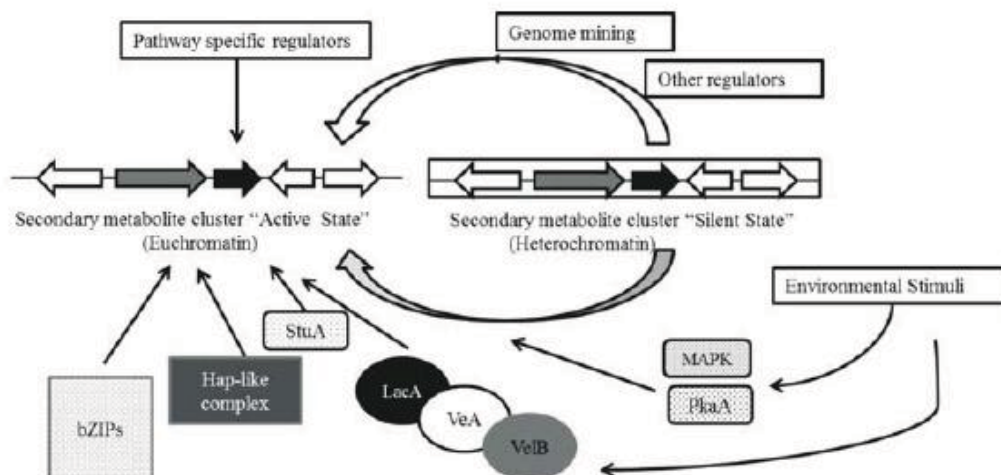 Pathway specific regulators
Genome mining
Other regulators
Secondary metabolite cluster “Active State”
(Euchromatin)
Secondary metabolite cluster “Silent State”
(Heterochromatin)
Environmental Stimuli
StuA
MAPK
LacA
Hap-like
complex
PkaA
VeA
bZIPs
VelB